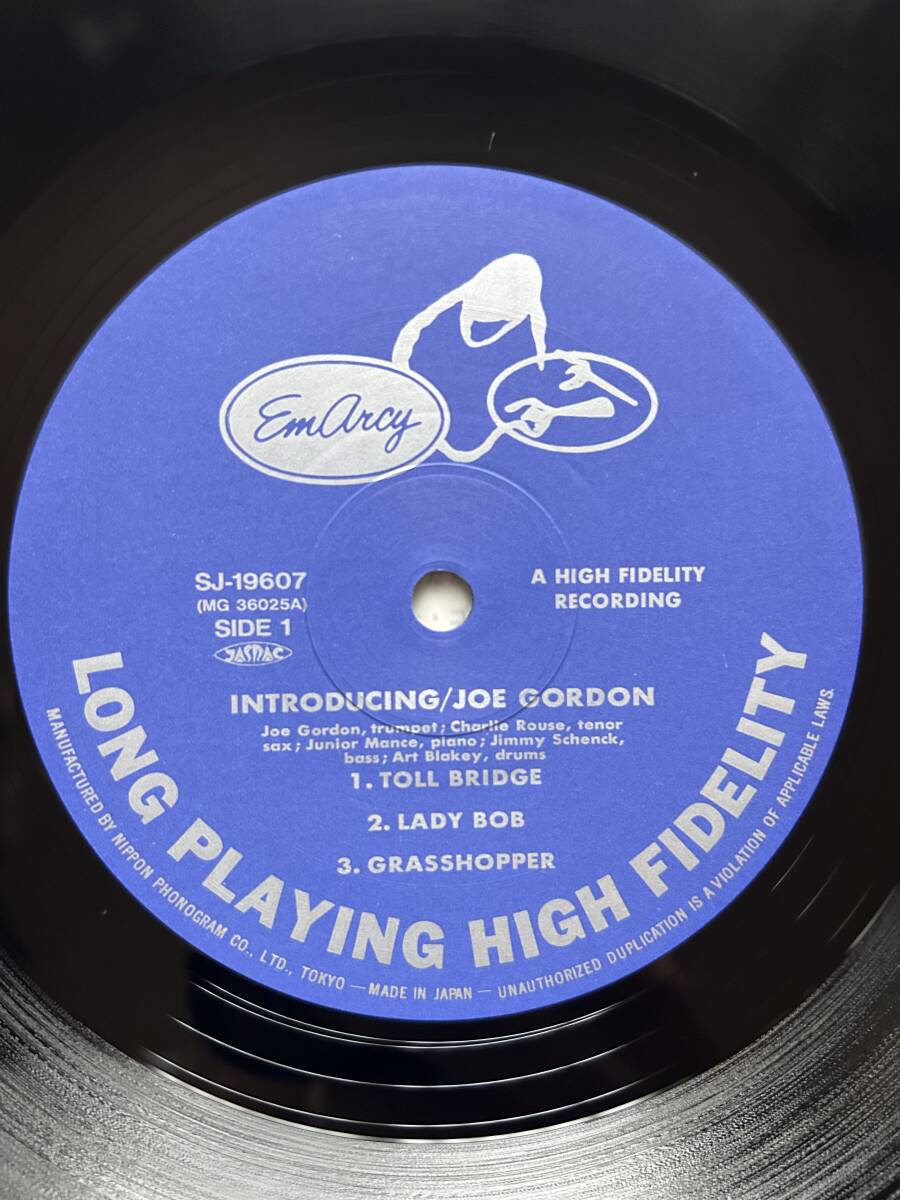 EmArcy
SJ-19607
(MG 36025A)
SIDE 1
JASRAC
A HIGH FIDELITY
RECORDING
INTRODUCING/JOE GORDON
Joe Gordon, trumpet; Charlie Rouse, tenor
sax; Junior Mance, piano; Jimmy Schenck,
bass; Art Blakey, drums
1. TOLL BRIDGE
2. LADY BOB
3. GRASSHOPPER
LONG PLAYING HIGH FIDELITY
MANUFACTURED BY NIPPON PHONOGRAM CO., LTD., TOKYO — MADE IN JAPAN — UNAUTHORIZED DUPLICATION IS A VIOLATION OF APPLICABLE LAWS.